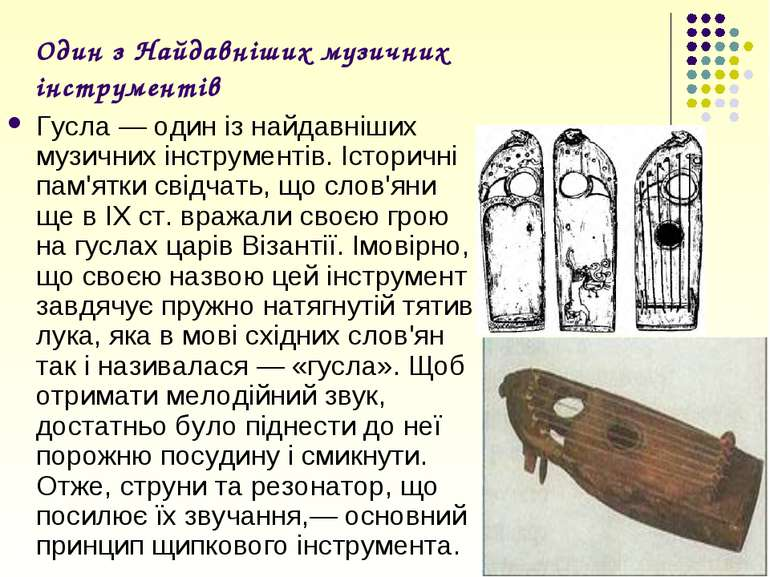 Один з Найдавніших музичних
інструментів
Гусла — один із найдавніших
музичних інструментів. Історичні
пам'ятки свідчать, що слов'яни
ще в IX ст. вражали своєю грою
на гуслах царів Візантії. Імовірно,
що своєю назвою цей інструмент
завдячує пружно натягнутій тятив
лука, яка в мові східних слов'ян
так і називалася — «гусла». Щоб
отримати мелодійний звук,
достатньо було піднести до неї
порожню посудину і смикнути.
Отже, струни та резонатор, що
посилює їх звучання,— основний
принцип щипкового інструмента.